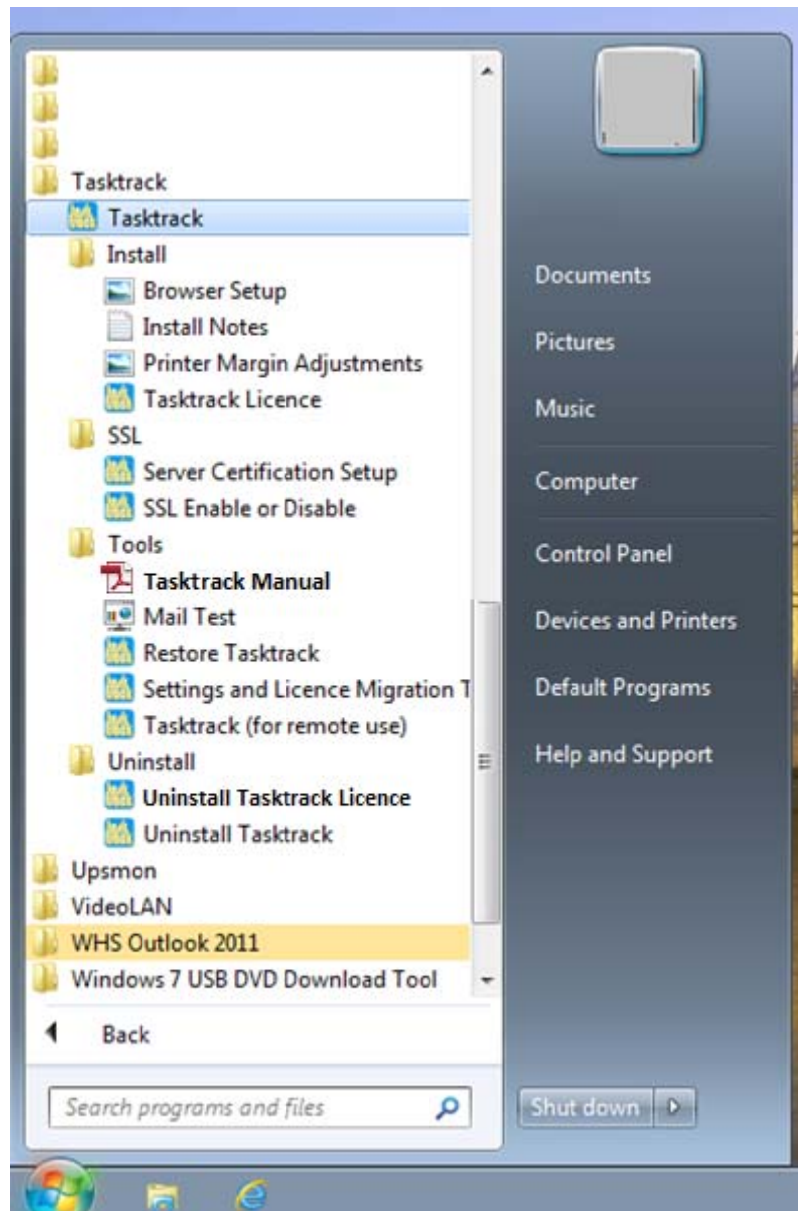 Tasktrack
Tasktrack
Install
Browser Setup
Install Notes
Printer Margin Adjustments
Tasktrack Licence
SSL
Server Certification Setup
SSL Enable or Disable
Tools
Tasktrack Manual
Mail Test
Restore Tasktrack
Settings and Licence Migration T
Tasktrack (for remote use)
Uninstall
Uninstall Tasktrack Licence
Uninstall Tasktrack
Upsmon
VideoLAN
WHS Outlook 2011
Windows 7 USB DVD Download Tool
Back
Search programs and files
Documents
Pictures
Music
Computer
Control Panel
Devices and Printers
Default Programs
Help and Support
Shut down